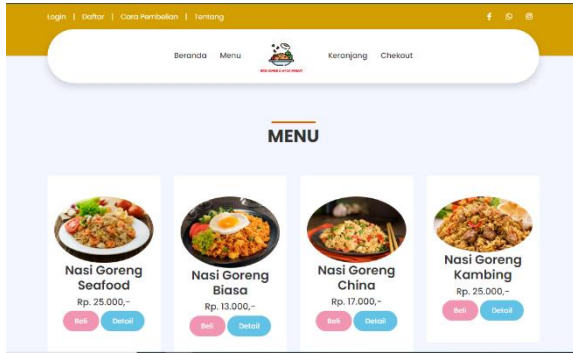 Login | Daftar | Cara Pembelian | Tentang
Beranda Menu Keranjang Chekout
MENU
Nasi Goreng
Seafood
Rp. 25.000,-
Beli Detail
Nasi Goreng
Biasa
Rp. 13.000,-
Beli Detail
Nasi Goreng
China
Rp. 17.000,-
Beli Detail
Nasi Goreng
Kambing
Rp. 25.000,-
Beli Detail